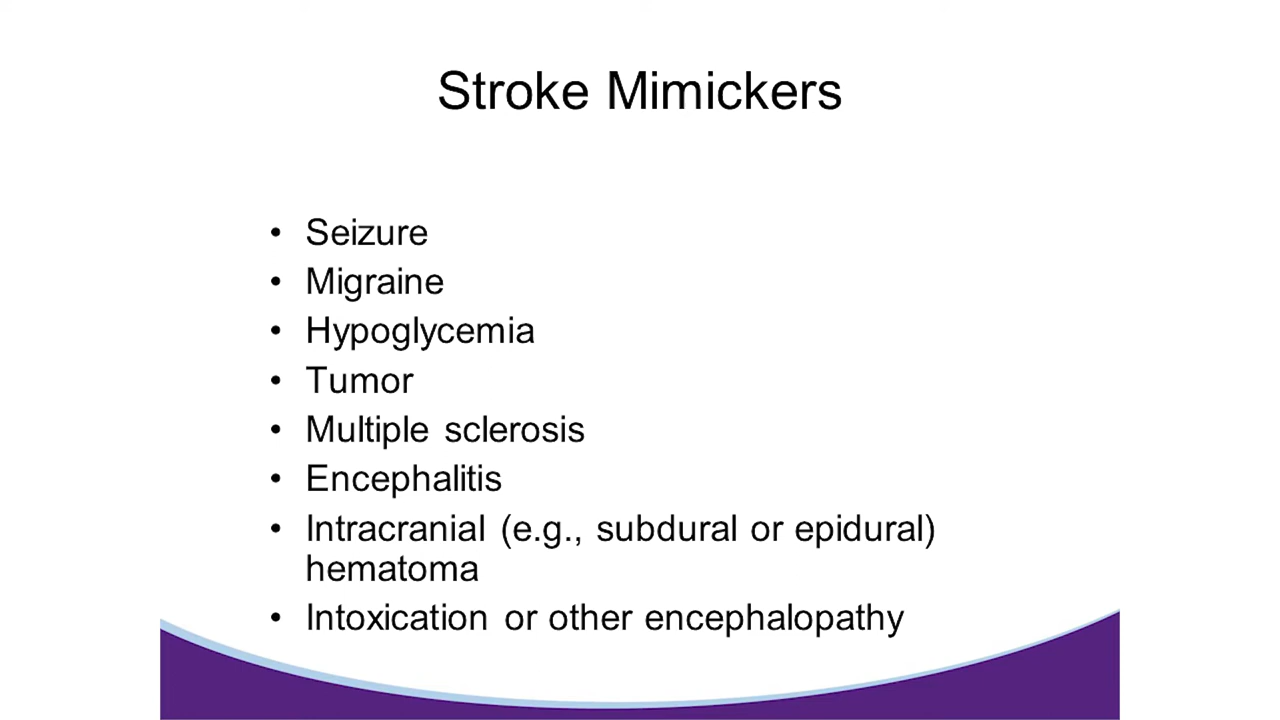 Stroke Mimickers
• Seizure
• Migraine
• Hypoglycemia
• Tumor
• Multiple sclerosis
• Encephalitis
• Intracranial (e.g., subdural or epidural)
hematoma
• Intoxication or other encephalopathy